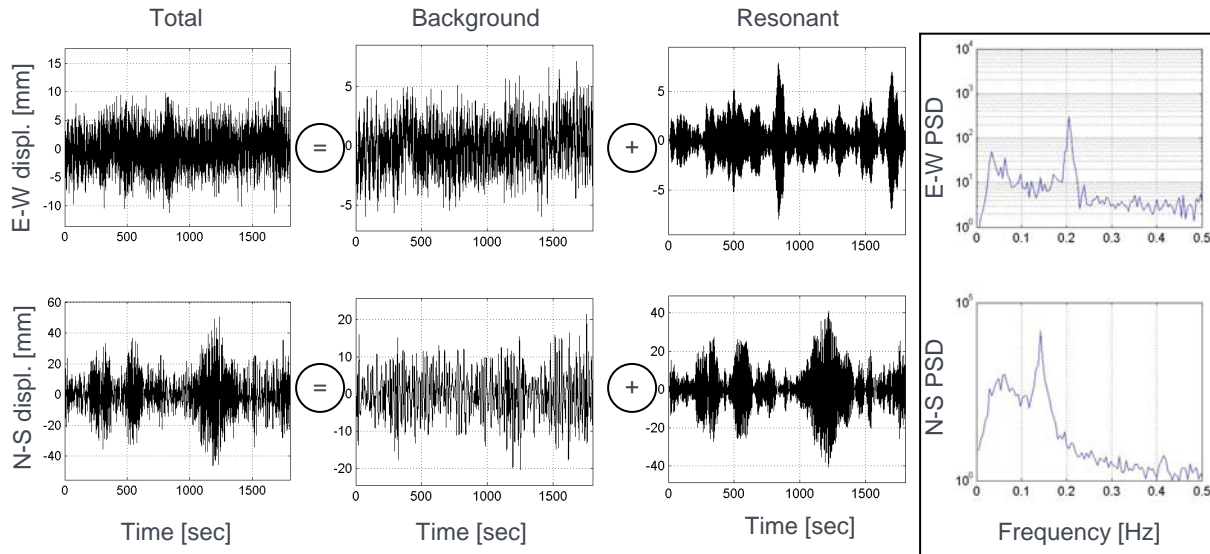 Total Background Resonant
E-W displ. [mm]
15
10
5
0
-5
-10
0 500 1000 1500
=
5
0
-5
0 500 1000 1500
+
5
0
-5
0 500 1000 1500
E-W PSD
10^4
10^3
10^2
10^1
10^0
0 0.1 0.2 0.3 0.4 0.5
N-S displ. [mm]
60
40
20
0
-20
-40
0 500 1000 1500
=
20
10
0
-10
-20
0 500 1000 1500
+
40
20
0
-20
-40
0 500 1000 1500
N-S PSD
10^5
10^0
0 0.1 0.2 0.3 0.4 0.5
Time [sec] Time [sec] Time [sec] Frequency [Hz]